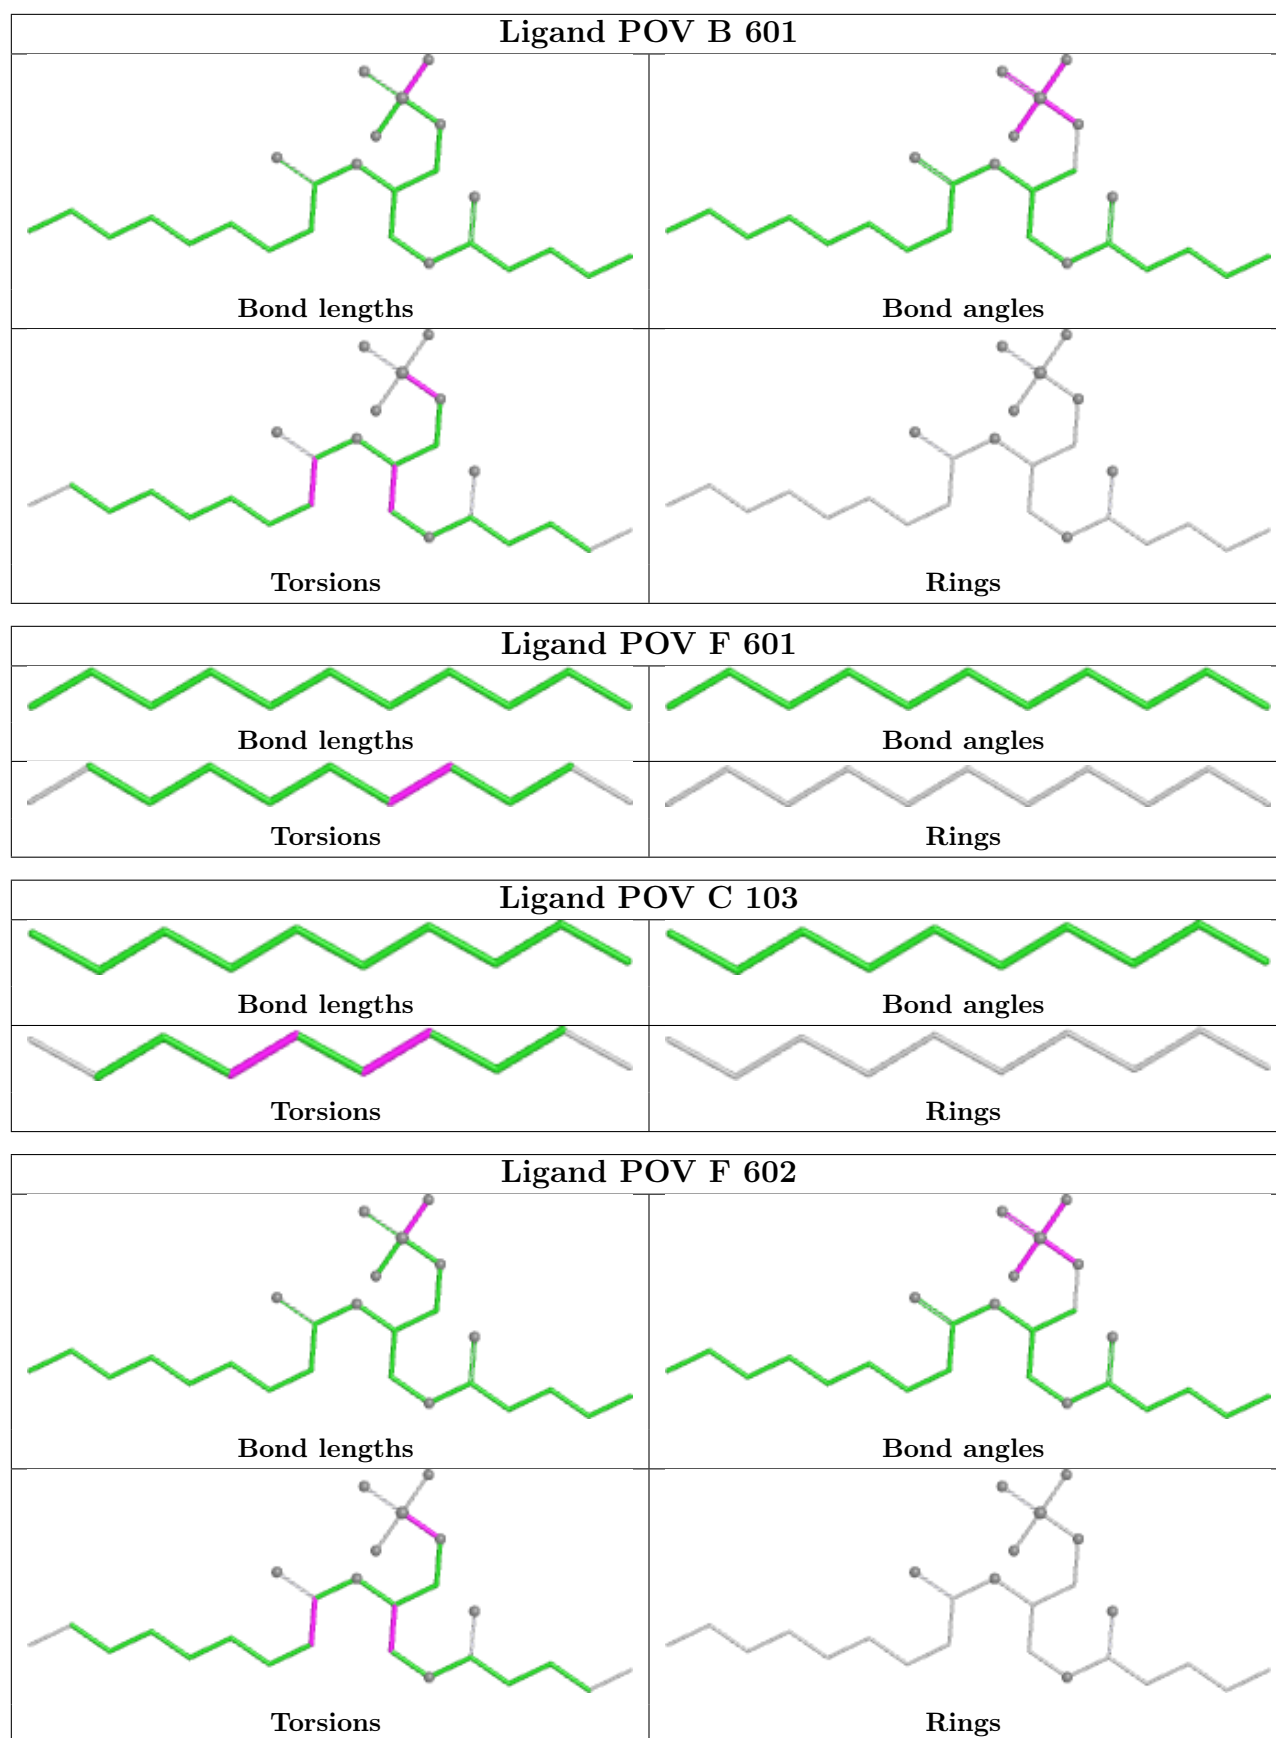 Ligand POV B 601
Bond lengths
Bond angles
Torsions
Rings
Ligand POV F 601
Bond lengths
Bond angles
Torsions
Rings
Ligand POV C 103
Bond lengths
Bond angles
Torsions
Rings
Ligand POV F 602
Bond lengths
Bond angles
Torsions
Rings